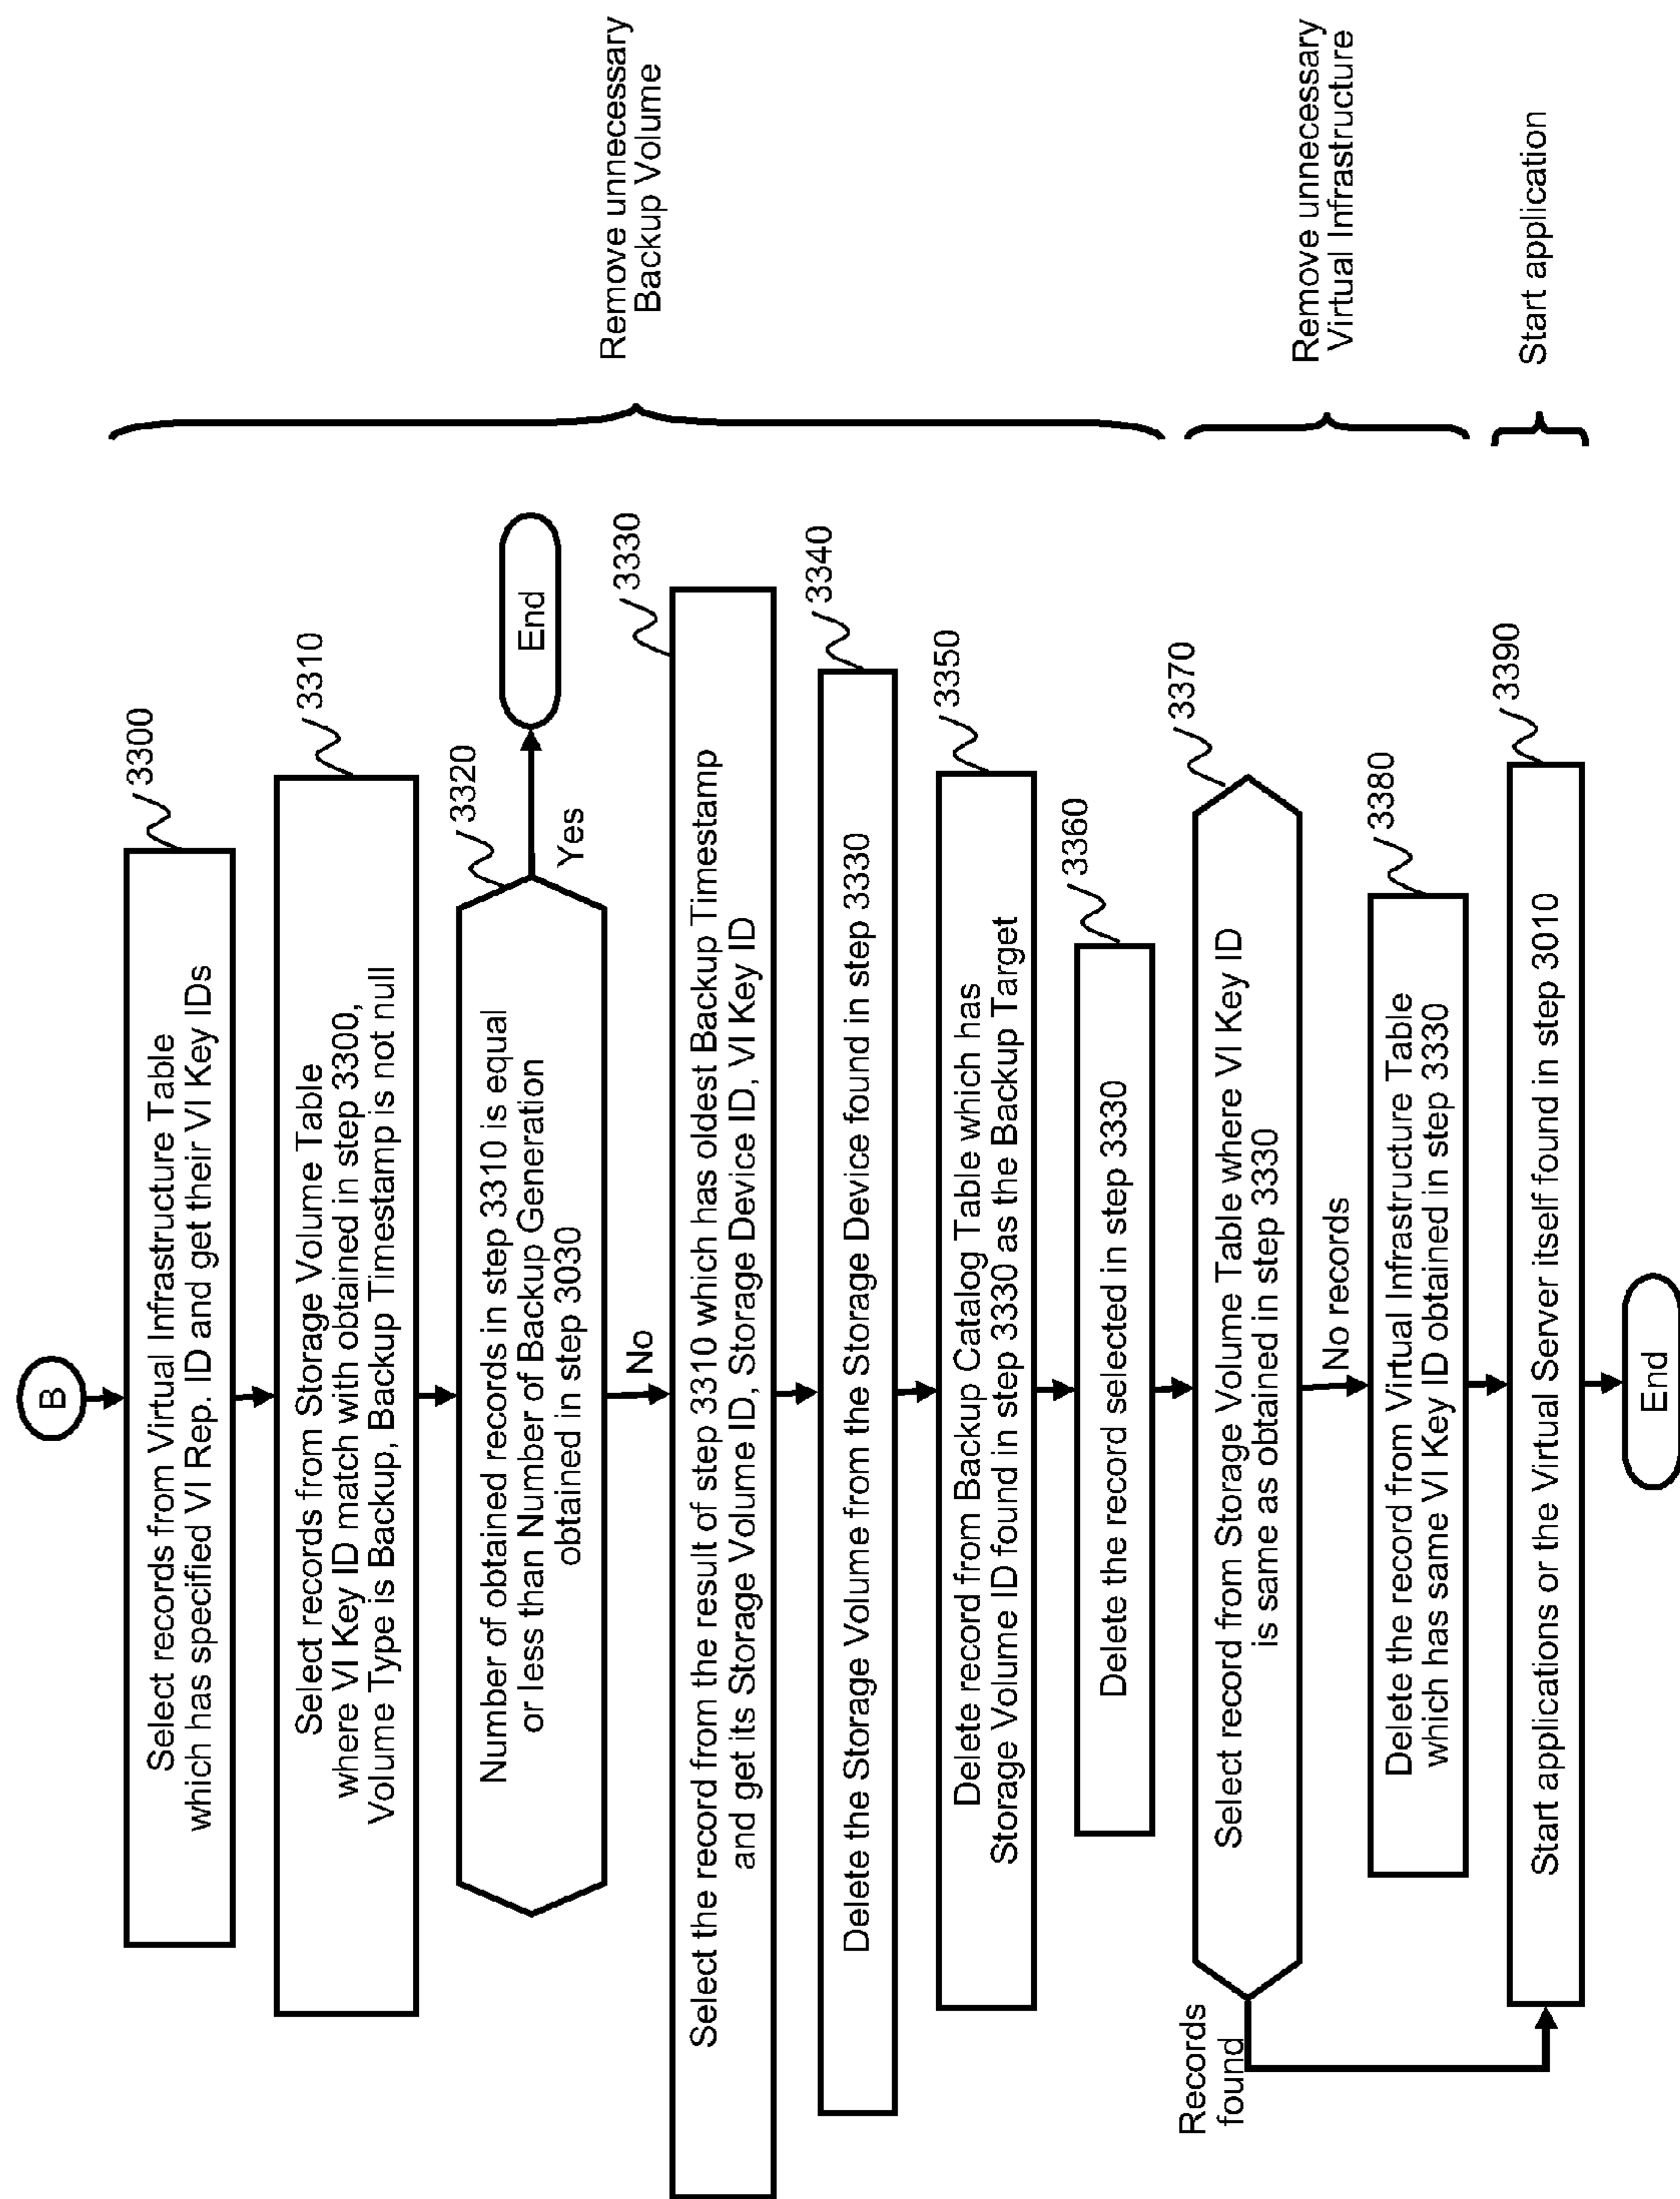 B
Select records from Virtual Infrastructure Table
which has specified VI Rep. ID and get their VI Key IDs
3300
Select records from Storage Volume Table
where VI Key ID match with obtained in step 3300,
Volume Type is Backup, Backup Timestamp is not null
3310
Number of obtained records in step 3310 is equal
or less than Number of Backup Generation
obtained in step 3030
3320
Yes
End
No
Select the record from the result of step 3310 which has oldest Backup Timestamp
and get its Storage Volume ID, Storage Device ID, VI Key ID
3330
Delete the Storage Volume from the Storage Device found in step 3330
3340
Delete record from Backup Catalog Table which has
Storage Volume ID found in step 3330 as the Backup Target
3350
Delete the record selected in step 3330
3360
Remove unnecessary
Backup Volume
Select record from Storage Volume Table where VI Key ID
is same as obtained in step 3330
3370
Records
found
No records
Delete the record from Virtual Infrastructure Table
which has same VI Key ID obtained in step 3330
3380
Remove unnecessary
Virtual Infrastructure
Start applications or the Virtual Server itself found in step 3010
3390
Start application
End